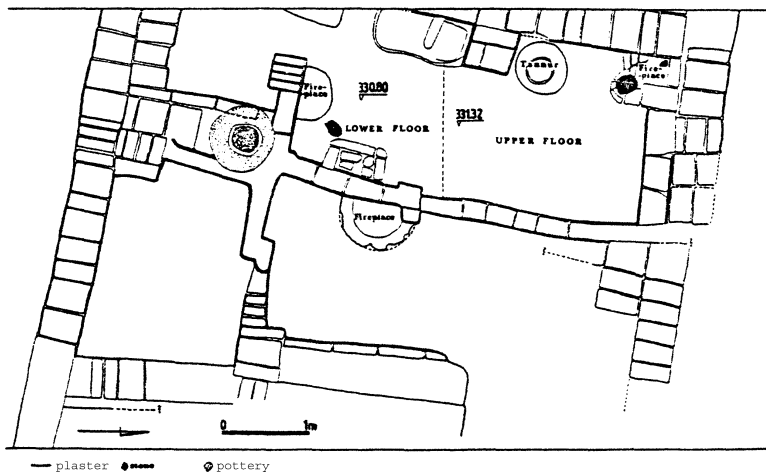 Tannur
Fire-
place
Fire-
place
330.80
331.32
LOWER FLOOR
UPPER FLOOR
Fireplace
0 1m
plaster stone pottery